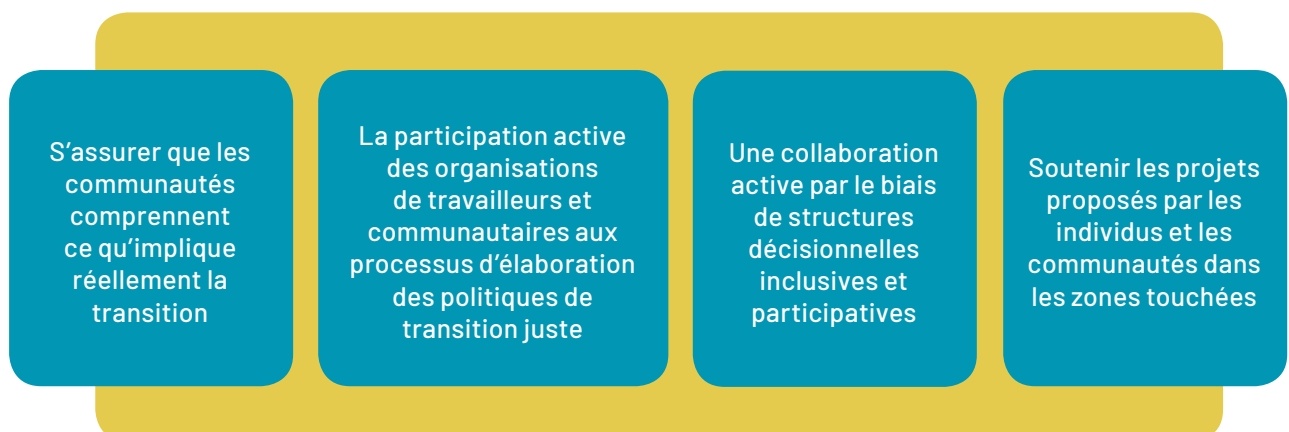 S’assurer que les
communautés
comprennent
ce qu’implique
réellement la
transition
La participation active
des organisations
de travailleurs et
communautaires aux
processus d’élaboration
des politiques de
transition juste
Une collaboration
active par le biais
de structures
décisionnelles
inclusives et
participatives
Soutenir les projets
proposés par les
individus et les
communautés dans
les zones touchées